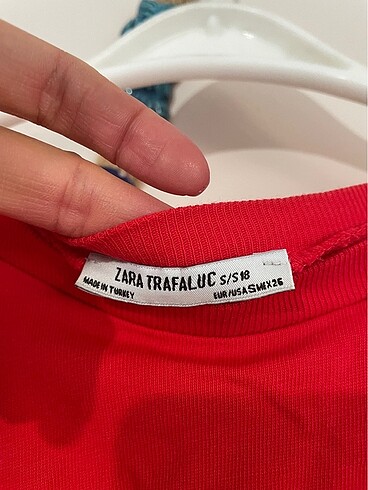 ZARA TRAFALUC S/S18
MADE IN TURKEY EUR/USA S MEX 26